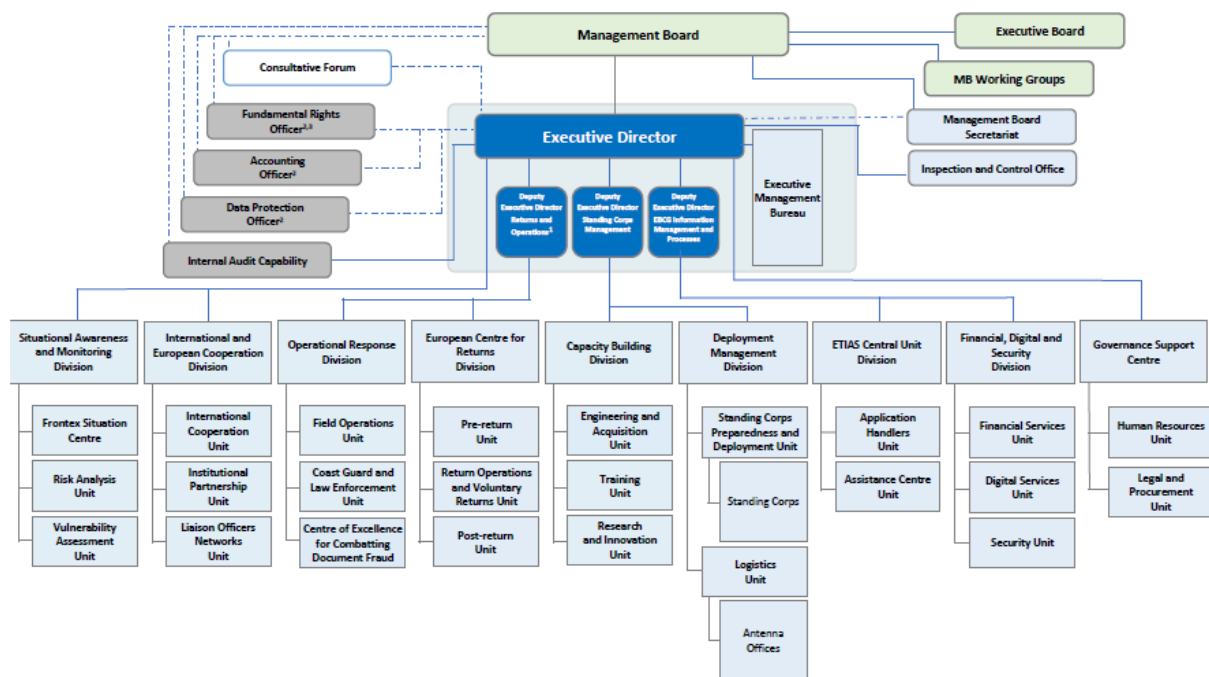 Management Board
Executive Board
MB Working Groups
Consultative Forum
Fundamental Rights
Officer²,³
Accounting
Officer²
Data Protection
Officer²
Internal Audit Capability
Executive Director
Management Board
Secretariat
Inspection and Control Office
Executive
Management
Bureau
Deputy
Executive Director
Returns and
Operations¹
Deputy
Executive Director
Standing Corps
Management
Deputy
Executive Director
EBCG Information
Management and
Processes
Situational Awareness
and Monitoring
Division
Frontex Situation
Centre
Risk Analysis
Unit
Vulnerability
Assessment
Unit
International and
European Cooperation
Division
International
Cooperation
Unit
Institutional
Partnership
Unit
Liaison Officers
Networks
Unit
Operational Response
Division
Field Operations
Unit
Coast Guard and
Law Enforcement
Unit
Centre of Excellence
for Combatting
Document Fraud
European Centre for
Returns Division
Pre-return
Unit
Return Operations
and Voluntary
Returns Unit
Post-return
Unit
Capacity Building
Division
Engineering and
Acquisition
Unit
Training
Unit
Research
and Innovation
Unit
Deployment
Management
Division
Standing Corps
Preparedness and
Deployment Unit
Standing Corps
Logistics
Unit
Antenna
Offices
ETIAS Central Unit
Division
Application
Handlers
Unit
Assistance Centre
Unit
Financial, Digital and
Security
Division
Financial Services
Unit
Digital Services
Unit
Security Unit
Governance Support
Centre
Human Resources
Unit
Legal and
Procurement
Unit